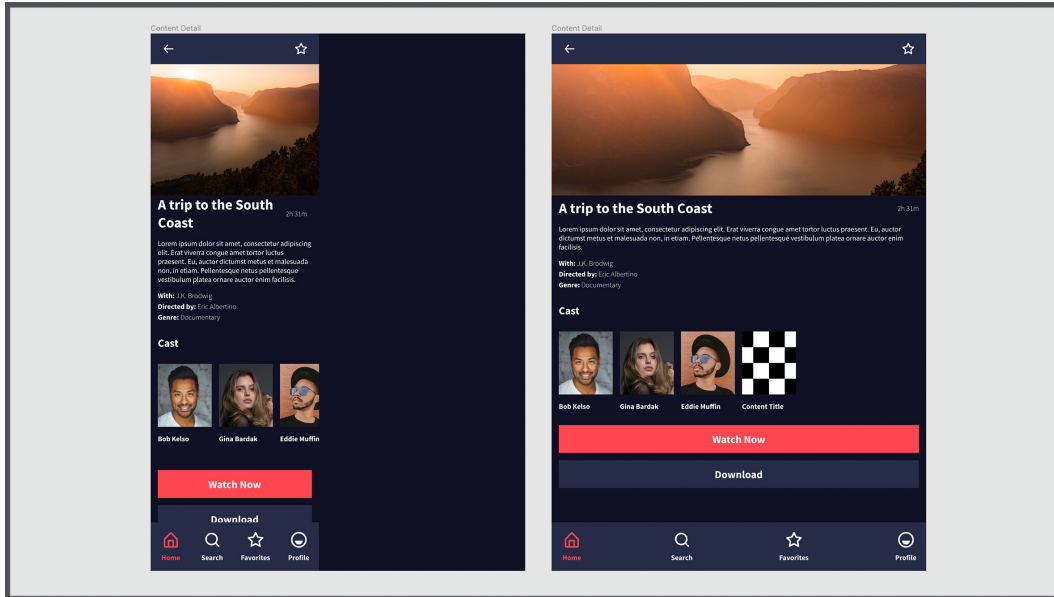 Content Detail
A trip to the South
Coast
2h 31m
Lorem ipsum dolor sit amet, consectetur adipiscing
elit. Erat viverra congue amet tortor luctus
praesent. Eu, auctor dictumst metus et malesuada
non, in etiam. Pellentesque netus pellentesque
vestibulum platea ornare auctor enim facilisis.
With: J.K. Brodwig
Directed by: Eric Albertino
Genre: Documentary
Cast
Bob Kelso
Gina Bardak
Eddie Muffin
Watch Now
Download
Home
Search
Favorites
Profile
Content Detail
A trip to the South Coast
2h 31m
Lorem ipsum dolor sit amet, consectetur adipiscing elit. Erat viverra congue amet tortor luctus praesent. Eu, auctor
dictumst metus et malesuada non, in etiam. Pellentesque netus pellentesque vestibulum platea ornare auctor enim
facilisis.
With: J.K. Brodwig
Directed by: Eric Albertino
Genre: Documentary
Cast
Bob Kelso
Gina Bardak
Eddie Muffin
Content Title
Watch Now
Download
Home
Search
Favorites
Profile